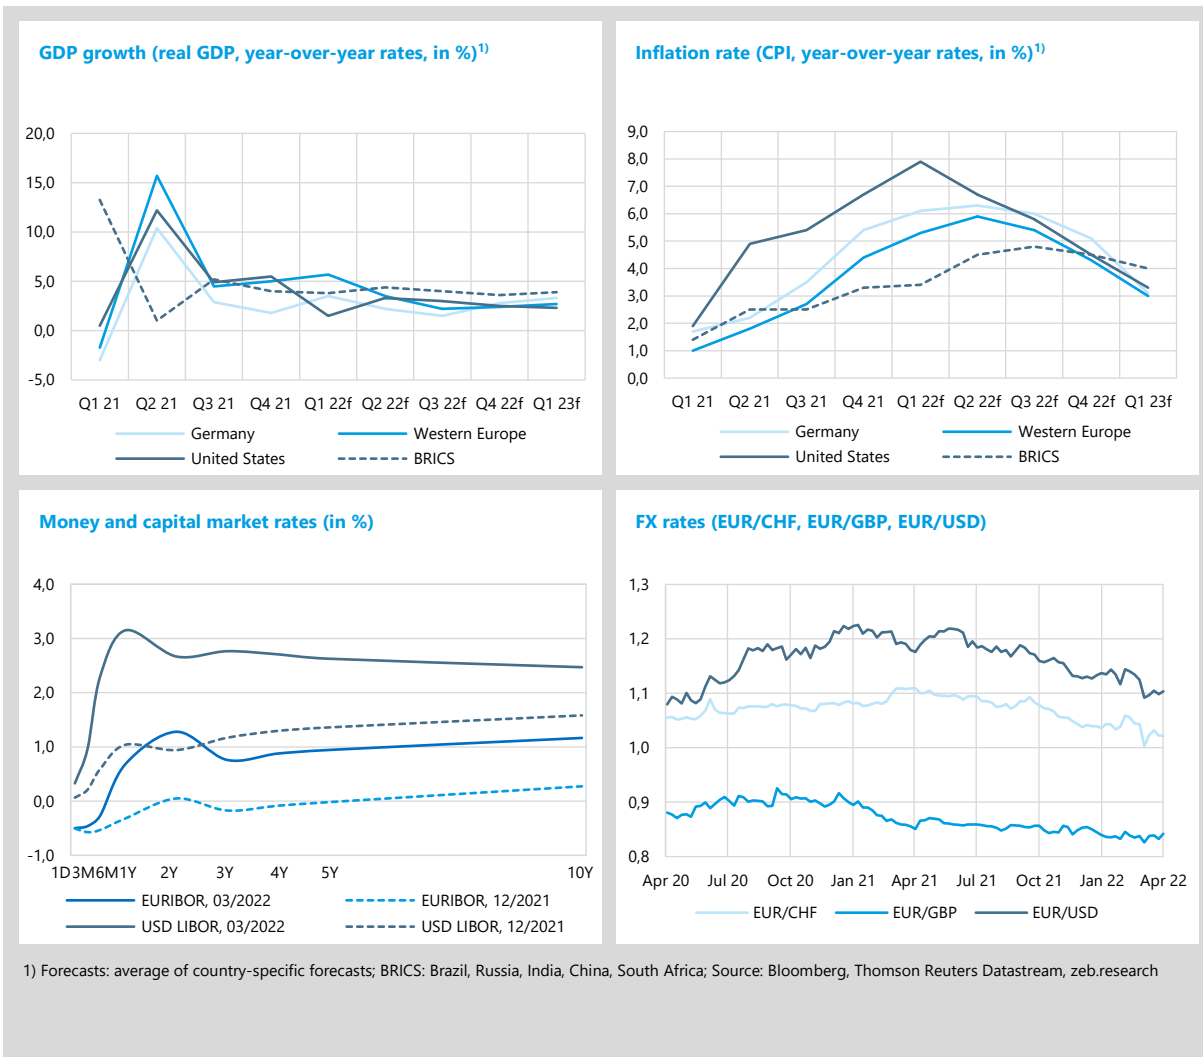 GDP growth (real GDP, year-over-year rates, in %)1)
20,0
15,0
10,0
5,0
0,0
-5,0
Q1 21 Q2 21 Q3 21 Q4 21 Q1 22f Q2 22f Q3 22f Q4 22f Q1 23f
Germany Western Europe
United States BRICS
Inflation rate (CPI, year-over-year rates, in %)1)
9,0
8,0
7,0
6,0
5,0
4,0
3,0
2,0
1,0
0,0
Q1 21 Q2 21 Q3 21 Q4 21 Q1 22f Q2 22f Q3 22f Q4 22f Q1 23f
Germany Western Europe
United States BRICS
Money and capital market rates (in %)
4,0
3,0
2,0
1,0
0,0
-1,0
1D3M6M1Y 2Y 3Y 4Y 5Y 10Y
EURIBOR, 03/2022 EURIBOR, 12/2021
USD LIBOR, 03/2022 USD LIBOR, 12/2021
FX rates (EUR/CHF, EUR/GBP, EUR/USD)
1,3
1,2
1,1
1,0
0,9
0,8
Apr 20 Jul 20 Oct 20 Jan 21 Apr 21 Jul 21 Oct 21 Jan 22 Apr 22
EUR/CHF EUR/GBP EUR/USD
1) Forecasts: average of country-specific forecasts; BRICS: Brazil, Russia, India, China, South Africa; Source: Bloomberg, Thomson Reuters Datastream, zeb.research